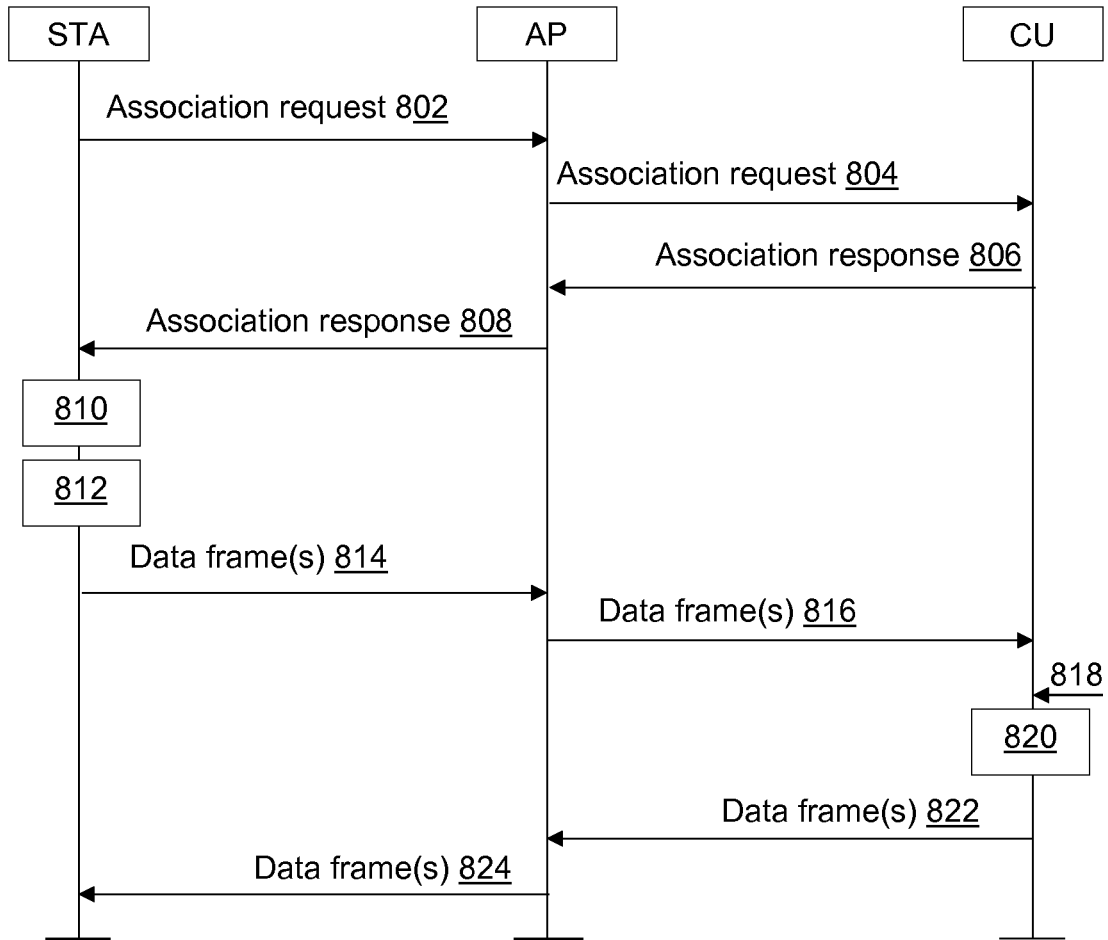 STA
AP
CU
Association request 802
Association request 804
Association response 806
Association response 808
810
812
Data frame(s) 814
Data frame(s) 816
818
820
Data frame(s) 822
Data frame(s) 824